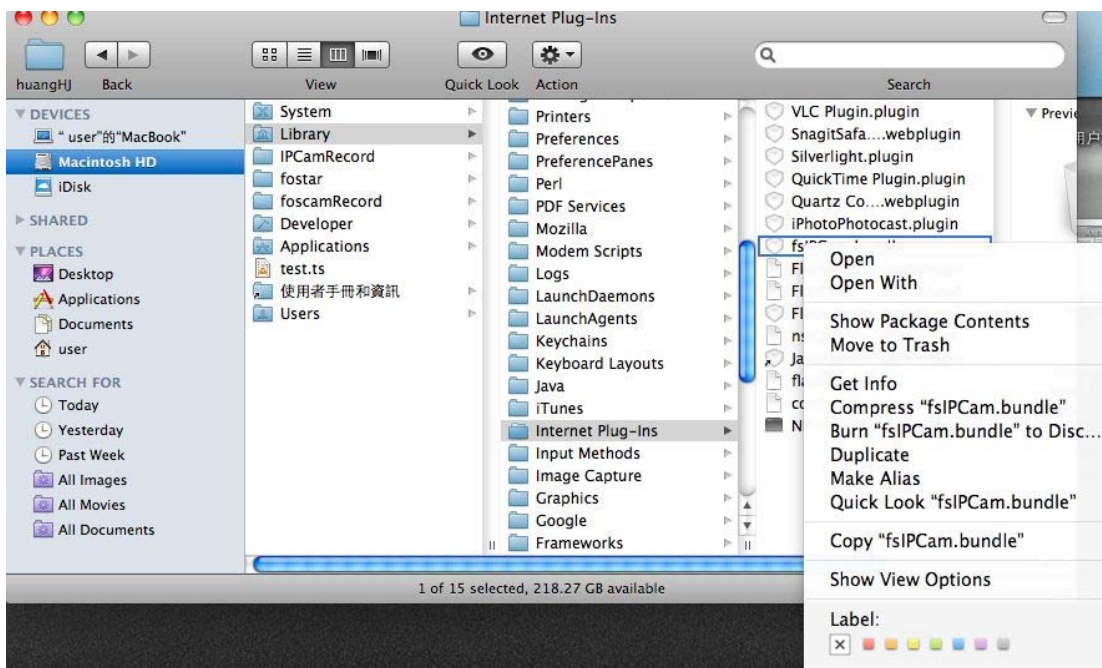 Internet Plug-Ins
huangHJ Back View Quick Look Action Search
DEVICES
“ user”的“MacBook”
Macintosh HD
iDisk
SHARED
PLACES
Desktop
Applications
Documents
user
SEARCH FOR
Today
Yesterday
Past Week
All Images
All Movies
All Documents
System
Library
IPCamRecord
fostar
foscamRecord
Developer
Applications
test.ts
使用者手冊和資訊
Users
Printers
Preferences
PreferencePanes
Perl
PDF Services
Mozilla
Modem Scripts
Logs
LaunchDaemons
LaunchAgents
Keychains
Keyboard Layouts
Java
iTunes
Internet Plug-Ins
Input Methods
Image Capture
Graphics
Google
Frameworks
VLC Plugin.plugin
SnagitSafa....webplugin
Silverlight.plugin
QuickTime Plugin.plugin
Quartz Co....webplugin
iPhotoPhotocast.plugin
Previe
用户
Open
Open With
Show Package Contents
Move to Trash
Get Info
Compress “fsIPCam.bundle”
Burn “fsIPCam.bundle” to Disc...
Duplicate
Make Alias
Quick Look “fsIPCam.bundle”
Copy “fsIPCam.bundle”
Show View Options
Label:
1 of 15 selected, 218.27 GB available